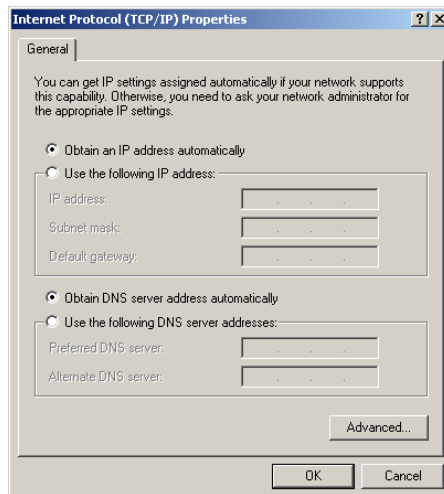 Internet Protocol (TCP/IP) Properties
General
You can get IP settings assigned automatically if your network supports
this capability. Otherwise, you need to ask your network administrator for
the appropriate IP settings.
Obtain an IP address automatically
Use the following IP address:
IP address:
Subnet mask:
Default gateway:
Obtain DNS server address automatically
Use the following DNS server addresses:
Preferred DNS server:
Alternate DNS server:
Advanced...
OK Cancel